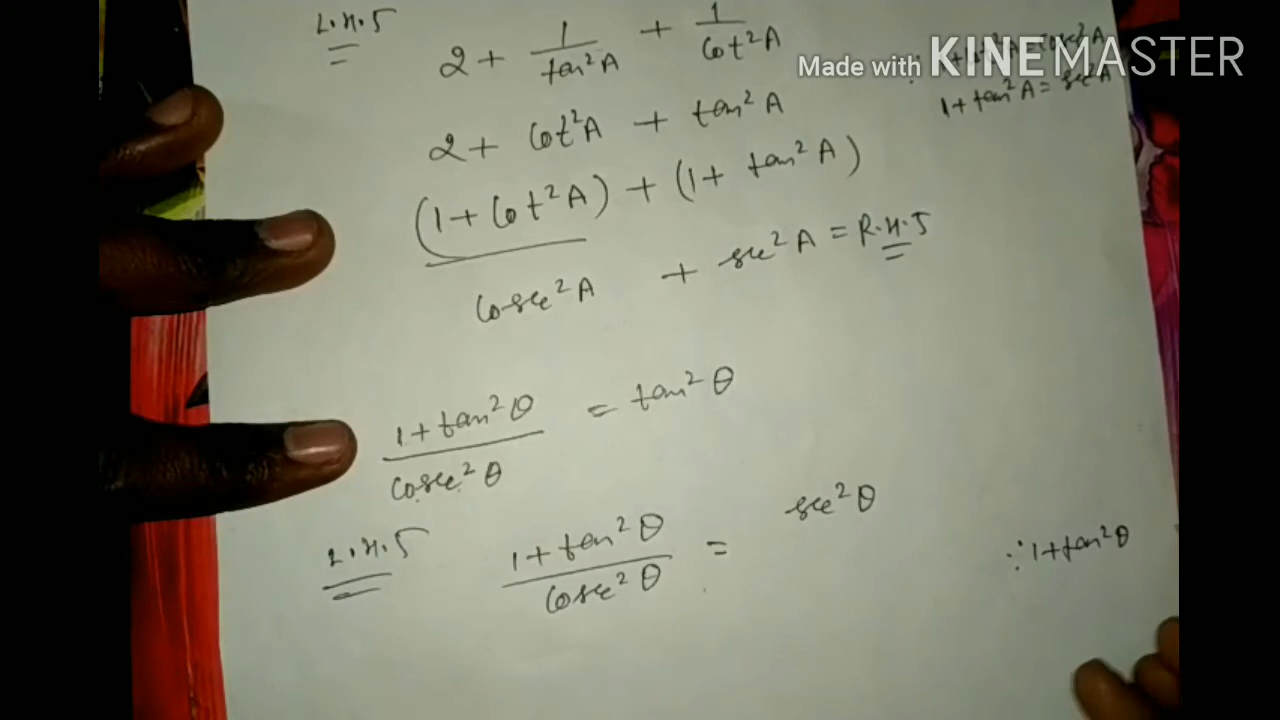 L.H.S
2 + 1/tan²A + 1/cot²A
Made with KINEMASTER
1 + tan²A = sec²A
2 + cot²A + tan²A
(1 + cot²A) + (1 + tan²A)
cosec²A + sec²A = R.H.S
1 + tan²θ / cosec²θ = tan²θ
L.H.S 1 + tan²θ / cosec²θ = sec²θ ∵ 1 + tan²θ